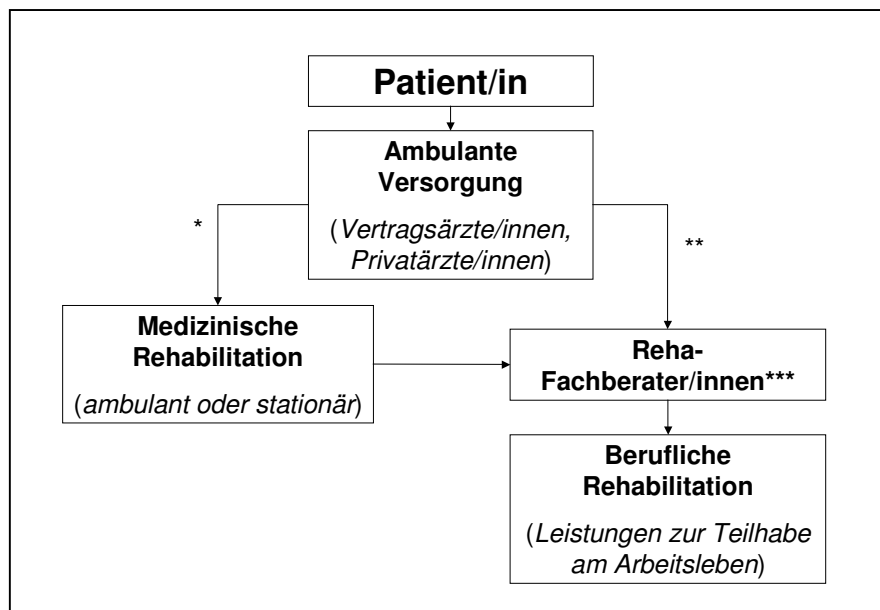 Patient/in
Ambulante
Versorgung
(Vertragsärzte/innen,
Privatärzte/innen)
*
**
Medizinische
Rehabilitation
(ambulant oder stationär)
Reha-
Fachberater/innen***
Berufliche
Rehabilitation
(Leistungen zur Teilhabe
am Arbeitsleben)